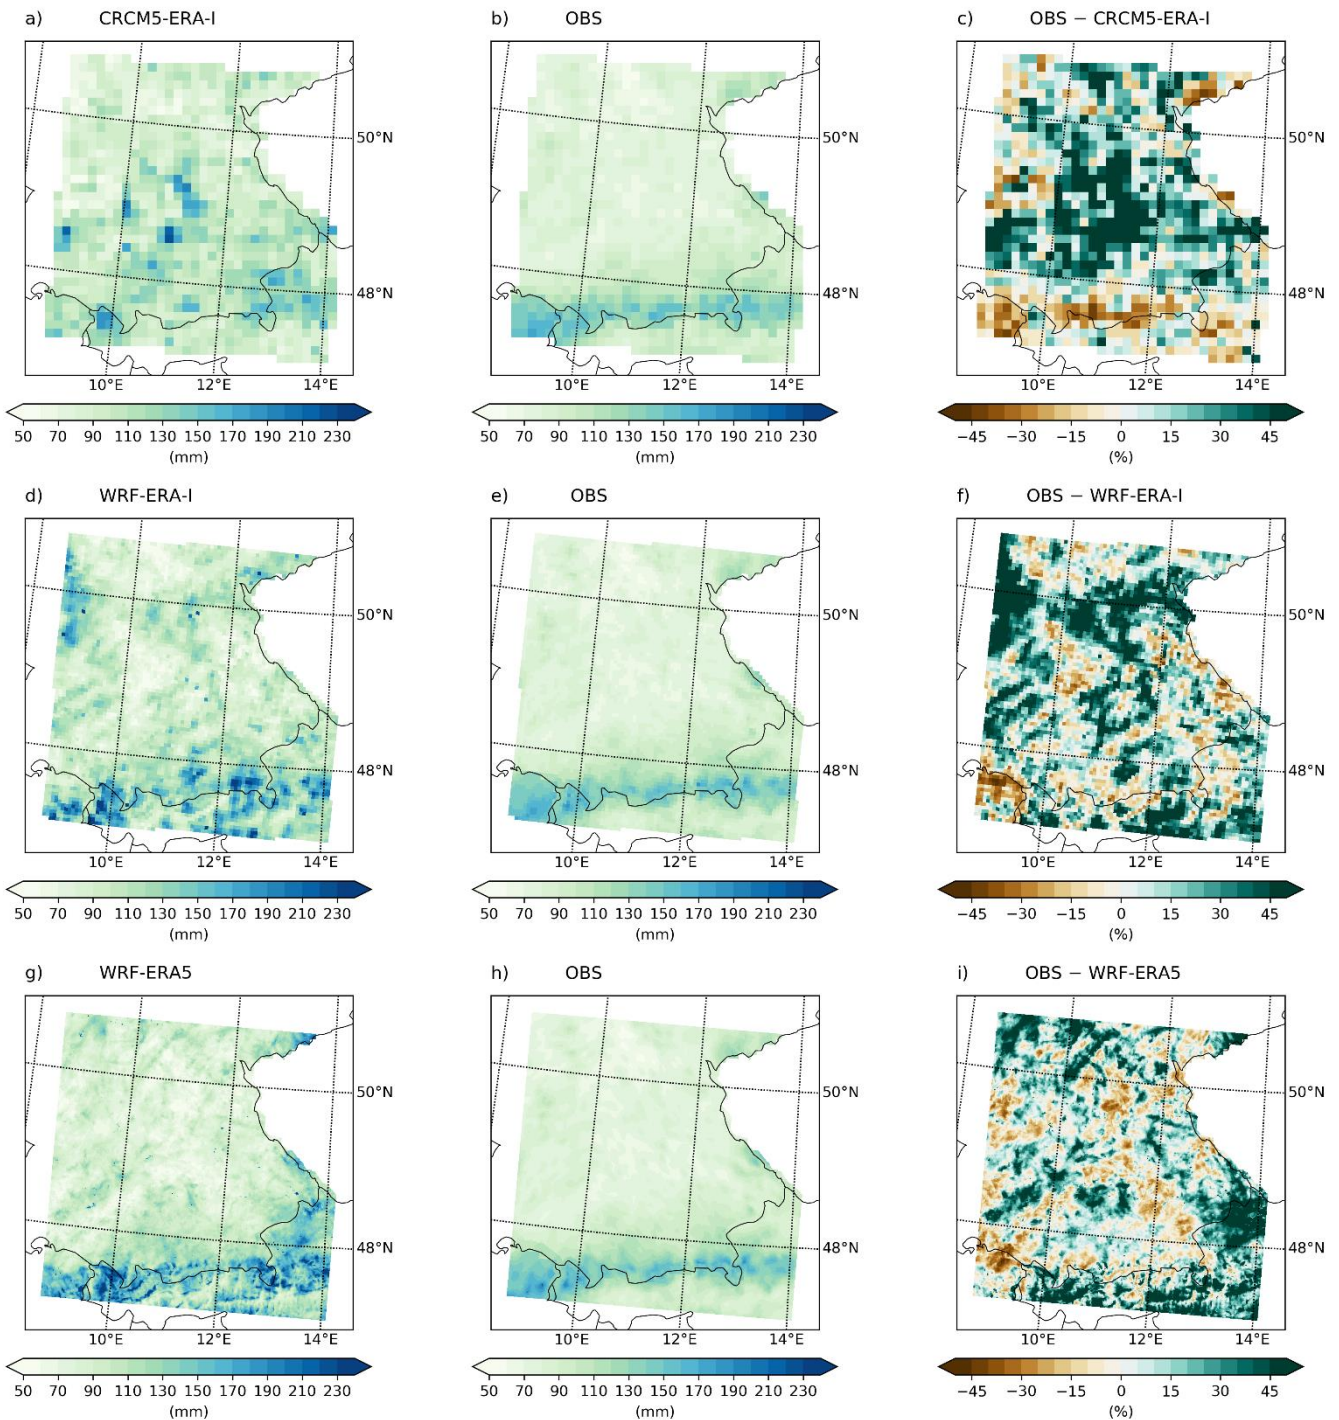 a) CRCM5-ERA-I
b) OBS
c) OBS − CRCM5-ERA-I
50°N
50°N
50°N
48°N
48°N
48°N
10°E 12°E 14°E
10°E 12°E 14°E
10°E 12°E 14°E
50 70 90 110 130 150 170 190 210 230
(mm)
50 70 90 110 130 150 170 190 210 230
(mm)
−45 −30 −15 0 15 30 45
(%)
d) WRF-ERA-I
e) OBS
f) OBS − WRF-ERA-I
50°N
50°N
50°N
48°N
48°N
48°N
10°E 12°E 14°E
10°E 12°E 14°E
10°E 12°E 14°E
50 70 90 110 130 150 170 190 210 230
(mm)
50 70 90 110 130 150 170 190 210 230
(mm)
−45 −30 −15 0 15 30 45
(%)
g) WRF-ERA5
h) OBS
i) OBS − WRF-ERA5
50°N
50°N
50°N
48°N
48°N
48°N
10°E 12°E 14°E
10°E 12°E 14°E
10°E 12°E 14°E
50 70 90 110 130 150 170 190 210 230
(mm)
50 70 90 110 130 150 170 190 210 230
(mm)
−45 −30 −15 0 15 30 45
(%)